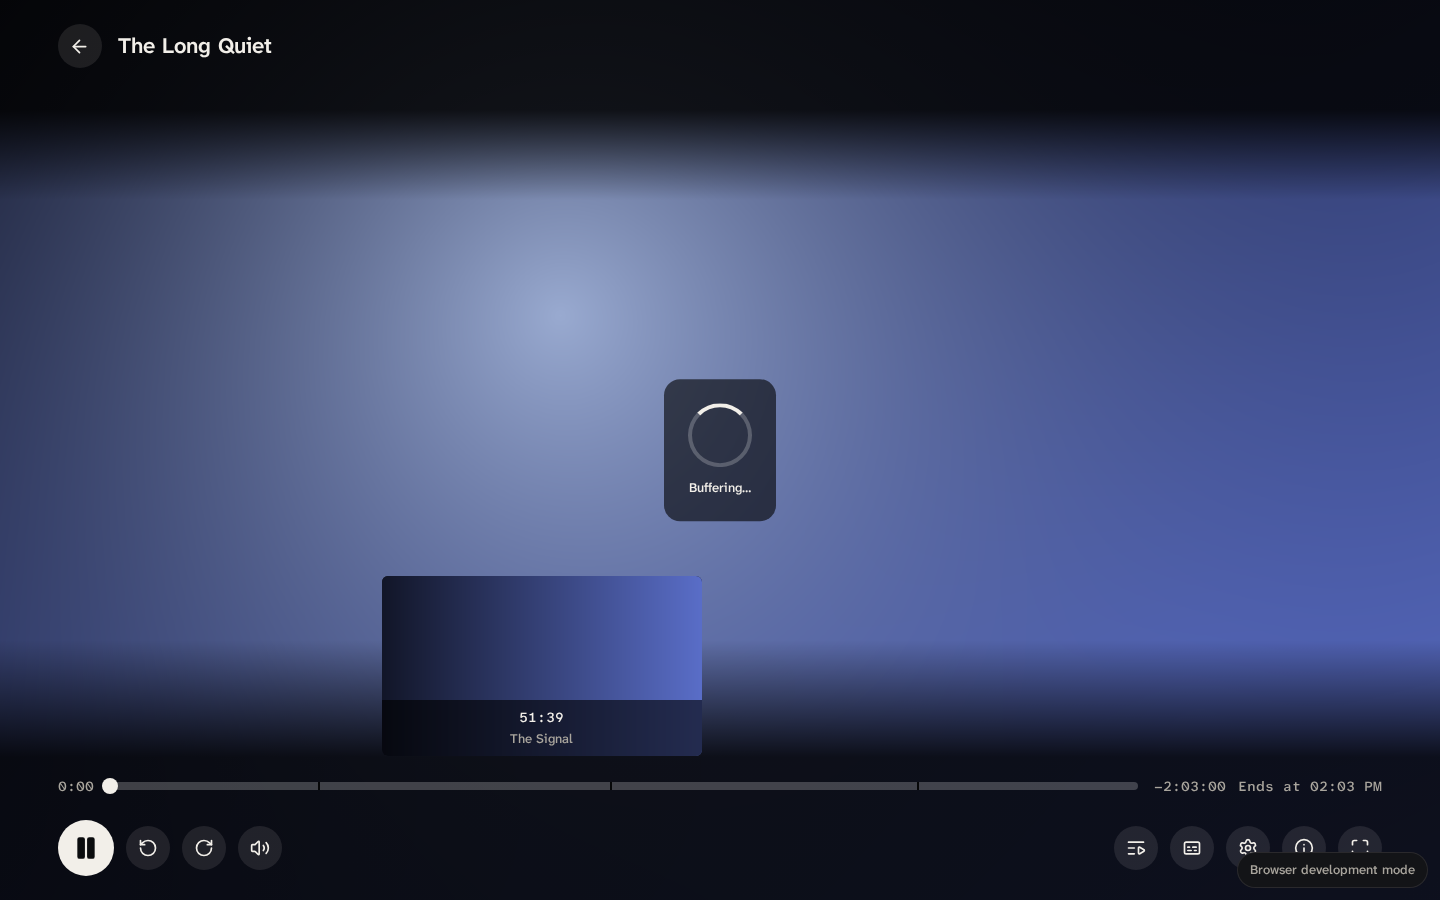 The Long Quiet
Buffering...
51:39
The Signal
0:00
−2:03:00 Ends at 02:03 PM
Browser development mode